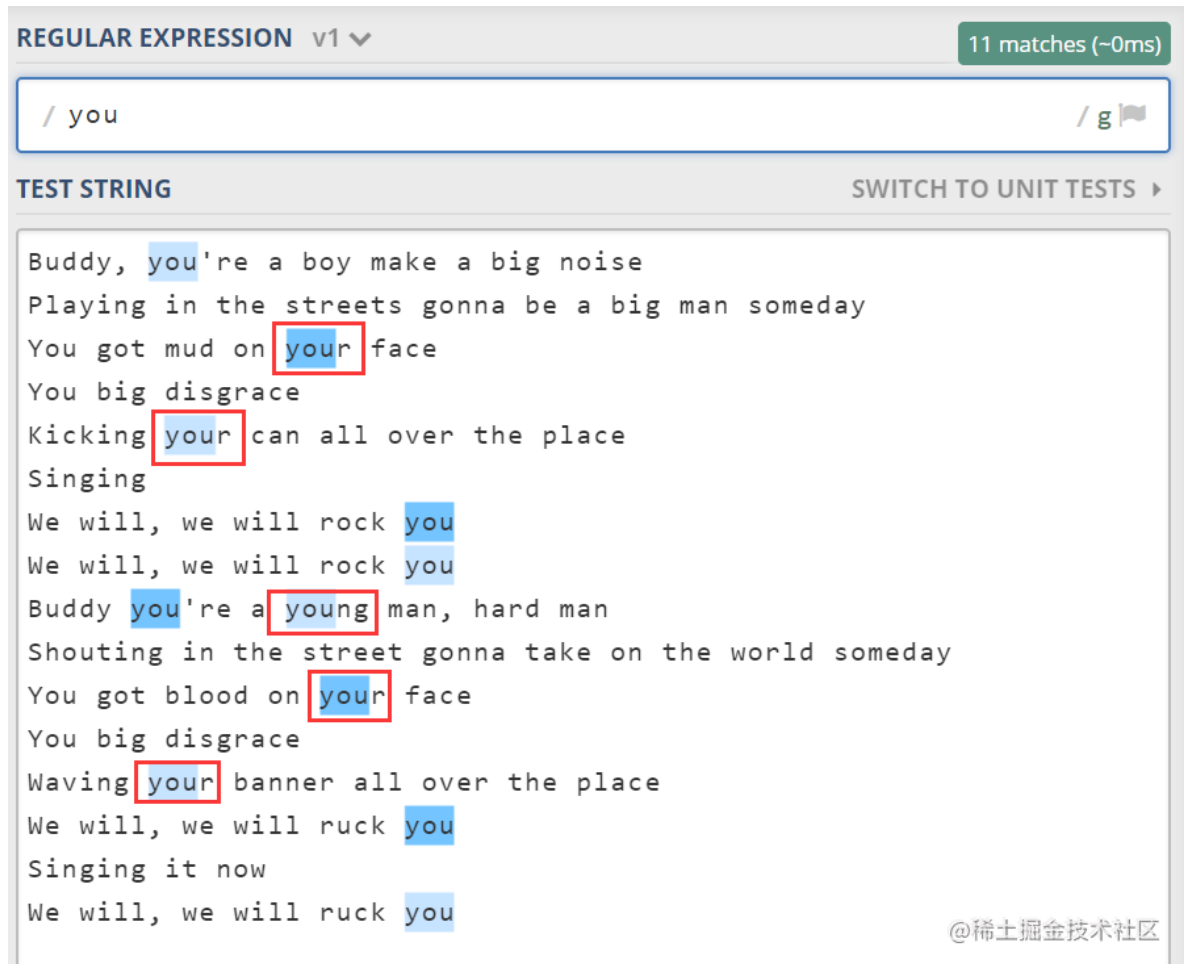 REGULAR EXPRESSION v1
11 matches (~0ms)
/ you / g
TEST STRING SWITCH TO UNIT TESTS
Buddy, you're a boy make a big noise
Playing in the streets gonna be a big man someday
You got mud on your face
You big disgrace
Kicking your can all over the place
Singing
We will, we will rock you
We will, we will rock you
Buddy you're a young man, hard man
Shouting in the street gonna take on the world someday
You got blood on your face
You big disgrace
Waving your banner all over the place
We will, we will ruck you
Singing it now
We will, we will ruck you
@稀土掘金技术社区